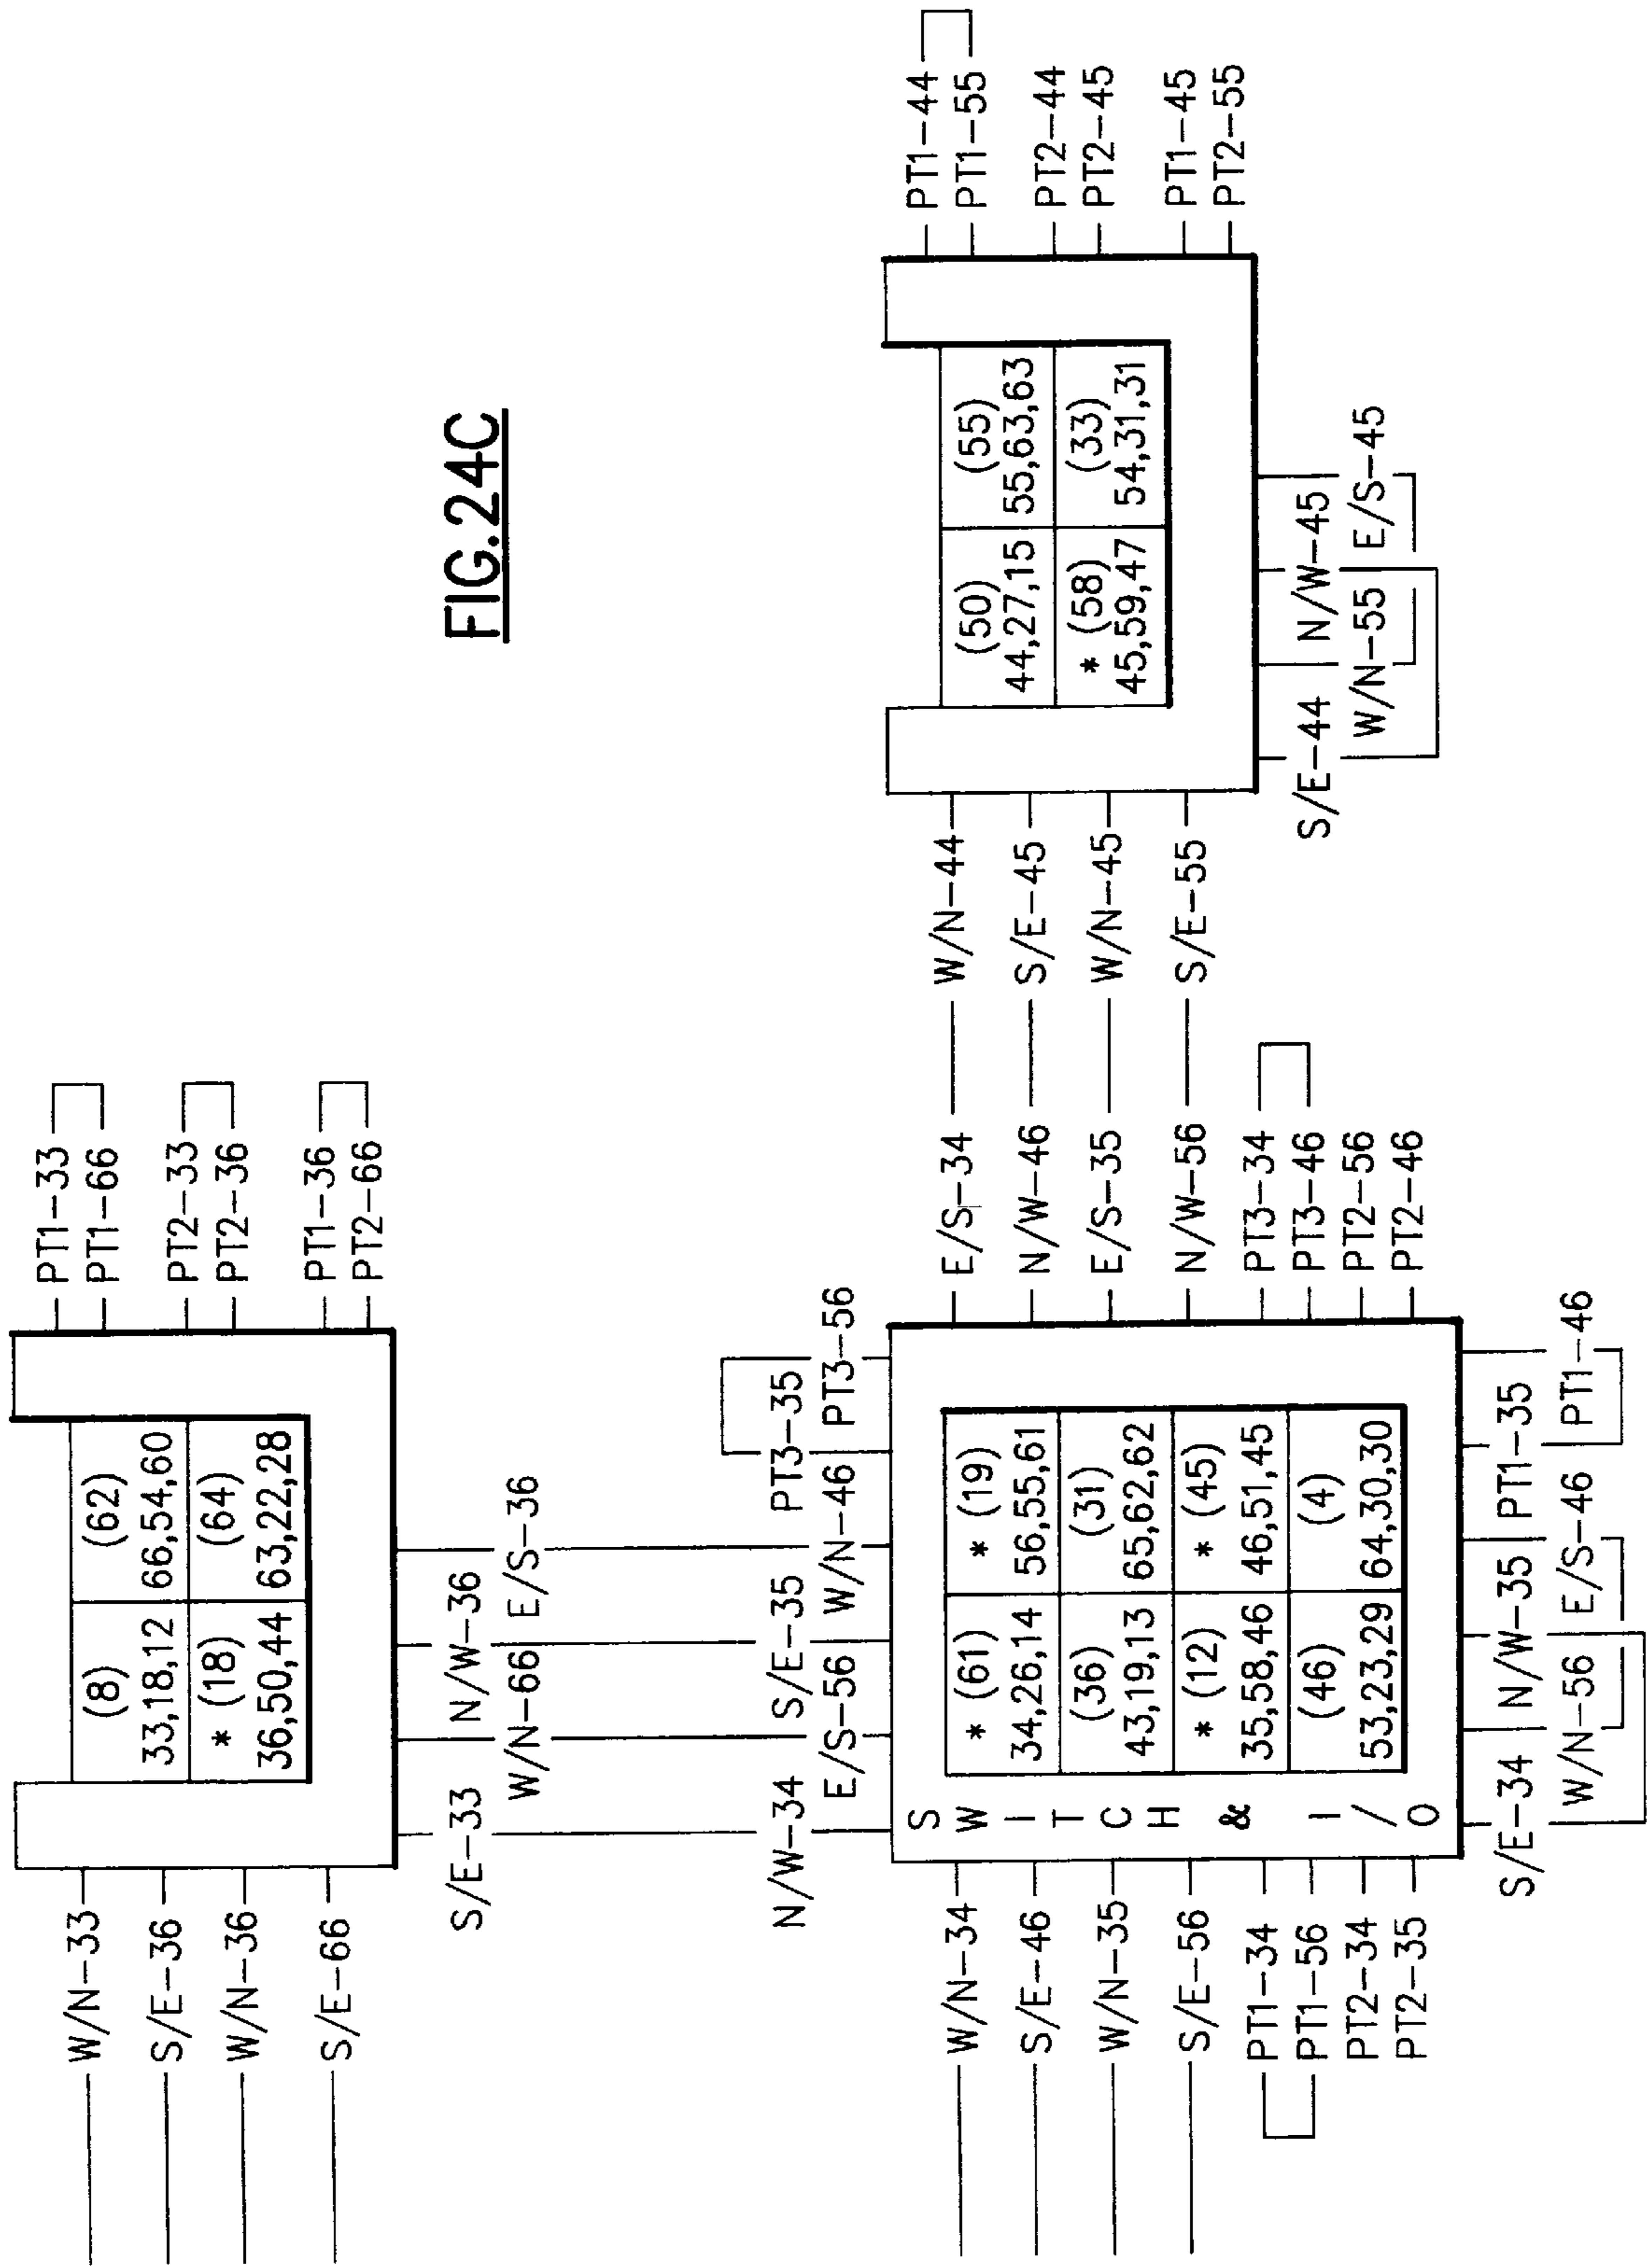 FIG.24C
PT1-33
PT1-66
PT2-33
PT2-36
PT1-36
PT2-66
(8)
(62)
33,18,12
66,54,60
* (18)
(64)
36,50,44
63,22,28
W/N-33
S/E-36
W/N-36
S/E-66
S/E-33
N/W-36
W/N-66
E/S-36
N/W-34
S/E-35
PT3-35
E/S-56
W/N-46
PT3-56
S
W
I
T
C
H
&
I
/
O
* (61)
* (19)
34,26,14
56,55,61
(36)
(31)
43,19,13
65,62,62
* (12)
* (45)
35,58,46
46,51,45
(46)
(4)
53,23,29
64,30,30
W/N-34
S/E-46
W/N-35
S/E-56
PT1-34
PT1-56
PT2-34
PT2-35
E/S-34
N/W-46
E/S-35
N/W-56
PT3-34
PT3-46
PT2-56
PT2-46
S/E-34
N/W-35
PT1-35
W/N-56
E/S-46
PT1-46
W/N-44
S/E-45
W/N-45
S/E-55
(50)
(55)
44,27,15
55,63,63
* (58)
(33)
45,59,47
54,31,31
PT1-44
PT1-55
PT2-44
PT2-45
PT1-45
PT2-55
S/E-44
N/W-45
W/N-55
E/S-45